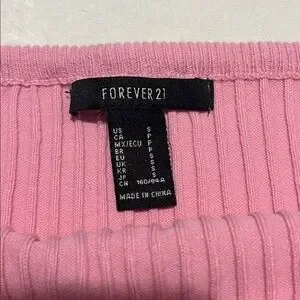 FOREVER 21
US S
CA P
MX/ECU P
BR P
EU S
UK S
KR S
JP S
CN 160/84A
MADE IN CHINA